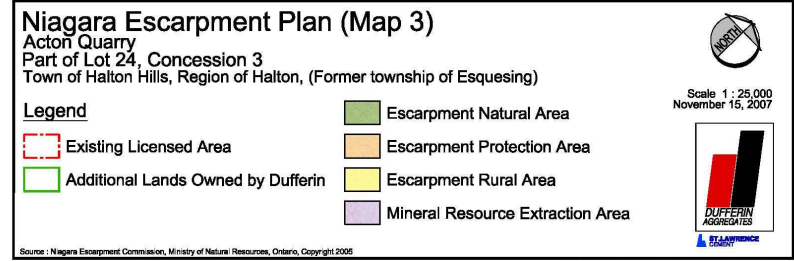 Niagara Escarpment Plan (Map 3)
Acton Quarry
Part of Lot 24, Concession 3
Town of Halton Hills, Region of Halton, (Former township of Esquesing)
Legend
Existing Licensed Area
Additional Lands Owned by Dufferin
Escarpment Natural Area
Escarpment Protection Area
Escarpment Rural Area
Mineral Resource Extraction Area
NORTH
Scale 1 : 25,000
November 15, 2007
DUFFERIN
AGGREGATES
ST.LAWRENCE
CEMENT
Source : Niagara Escarpment Commission, Ministry of Natural Resources, Ontario, Copyright 2005